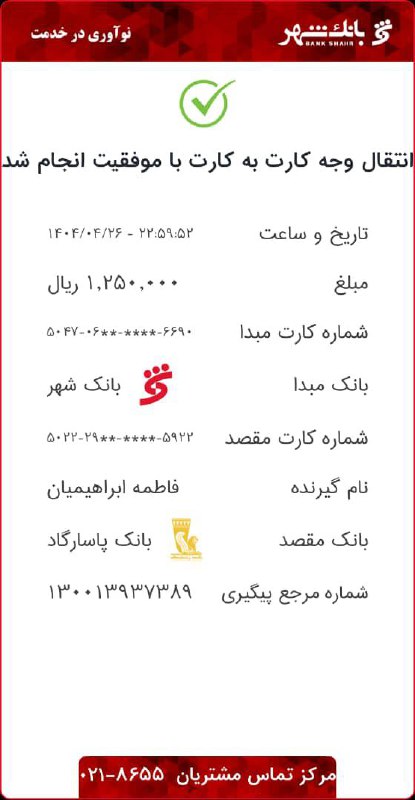 نوآوری در خدمت
بانک شهر
BANK SHAHR
انتقال وجه کارت به کارت با موفقیت انجام شد
تاریخ و ساعت ۱۴۰۴/۰۴/۲۶ - ۲۲:۵۹:۵۲
مبلغ ۱,۲۵۰,۰۰۰ ریال
شماره کارت مبدا ۵۰۴۷-۰۶**-****-۶۶۹۰
بانک مبدا بانک شهر
شماره کارت مقصد ۵۰۲۲-۲۹**-****-۵۹۲۲
نام گیرنده فاطمه ابراهیمیان
بانک مقصد بانک پاسارگاد
شماره مرجع پیگیری ۱۳۰۰۱۳۹۳۷۳۸۹
مرکز تماس مشتریان ۰۲۱-۸۶۵۵